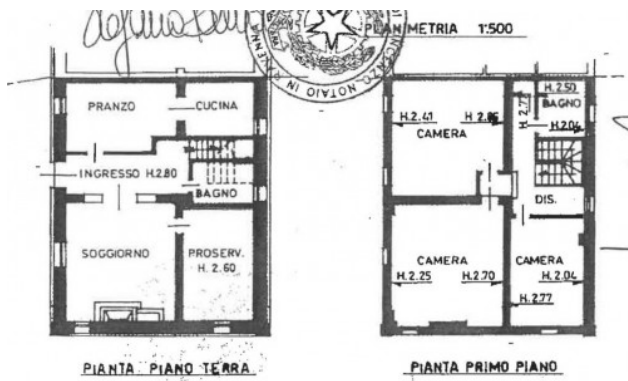 PLANIMETRIA 1:500
NOTAIO IN
PRANZO
CUCINA
INGRESSO H.2.80
BAGNO
SOGGIORNO
PROSERV.
H. 2.60
PIANTA PIANO TERRA
H.2.50
BAGNO
H.2.77
H.2.04
H.2.41
CAMERA
DIS.
CAMERA
H.2.25 H.2.70
CAMERA
H.2.04
H.2.77
PIANTA PRIMO PIANO